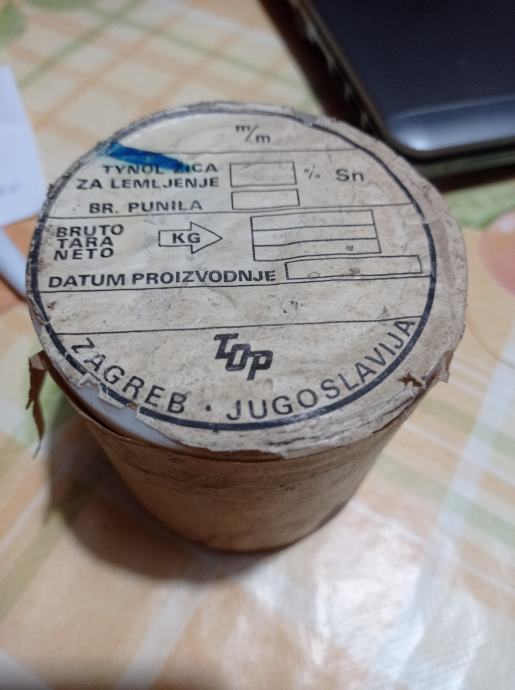 m/m
TYNOL ŽICA
ZA LEMLJENJE
% Sn
BR. PUNILA
BRUTO
TARA
NETO
KG
DATUM PROIZVODNJE
TOP
ZAGREB · JUGOSLAVIJA